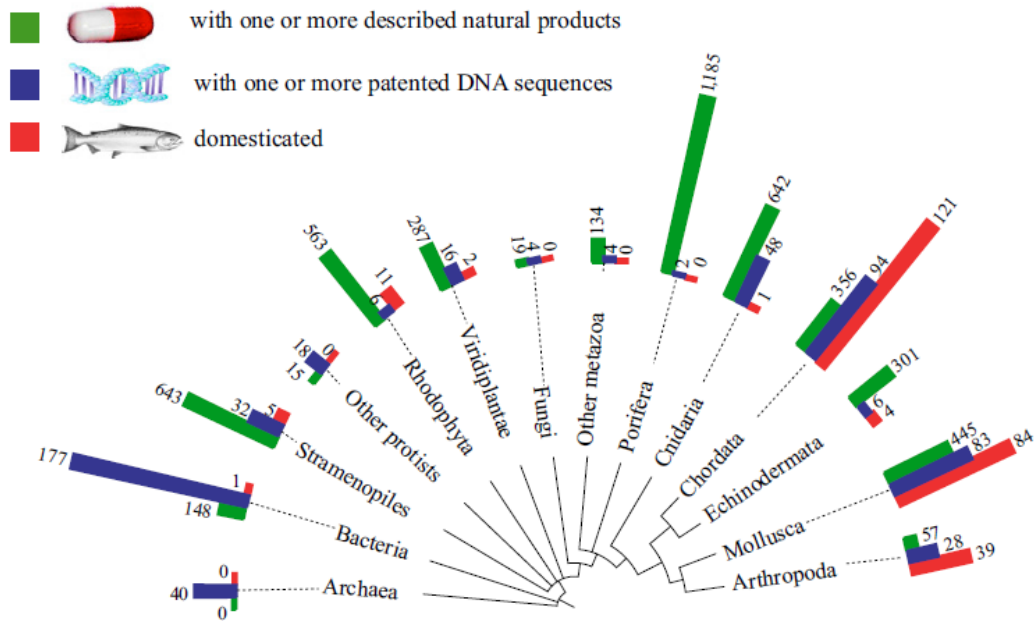 with one or more described natural products
with one or more patented DNA sequences
domesticated
0
40
0
Archaea
177
1
148
Bacteria
643
32
5
Stramenopiles
18
0
15
Other protists
563
6
11
Rhodophyta
287
16
2
Viridiplantae
19
4
0
Fungi
134
4
0
Other metazoa
1,185
2
0
Porifera
642
48
1
Cnidaria
356
94
121
Chordata
301
6
4
Echinodermata
445
83
84
Mollusca
57
28
39
Arthropoda